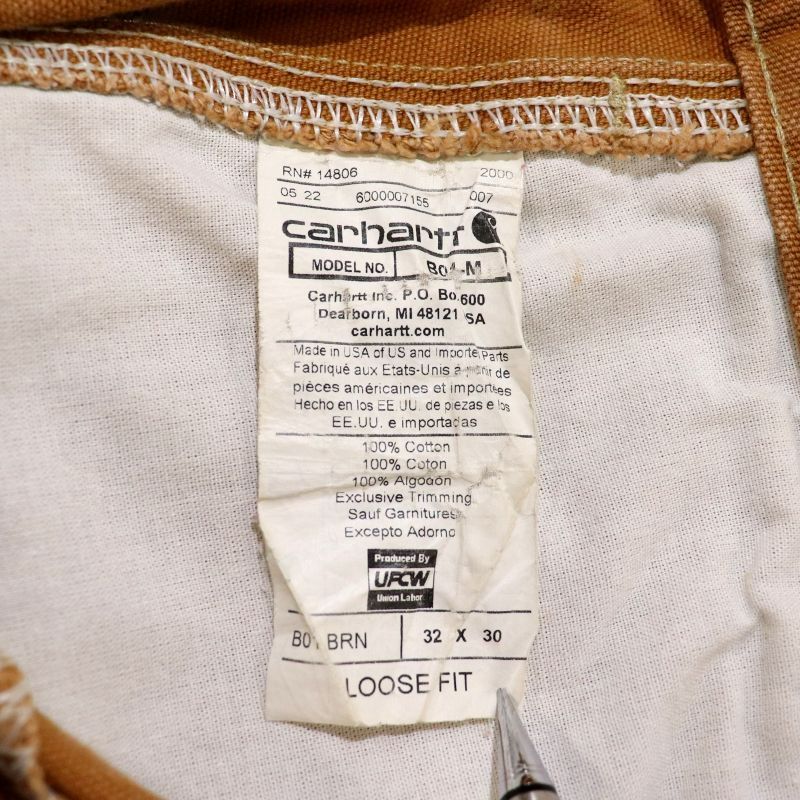 RN# 14806 2000
05 22 6000007155 007
carhartt
MODEL NO. B01-M
Carhartt Inc. P.O. Bo 600
Dearborn, MI 48121 SA
carhartt.com
Made in USA of US and Importe Parts
Fabriqué aux Etats-Unis à partir de
pièces américaines et importées
Hecho en los EE.UU. de piezas e los
EE.UU. e importadas
100% Cotton
100% Coton
100% Algodón
Exclusive Trimming
Sauf Garnitures
Excepto Adorno
Produced By
UFCW
Union Labor
B01 BRN 32 X 30
LOOSE FIT